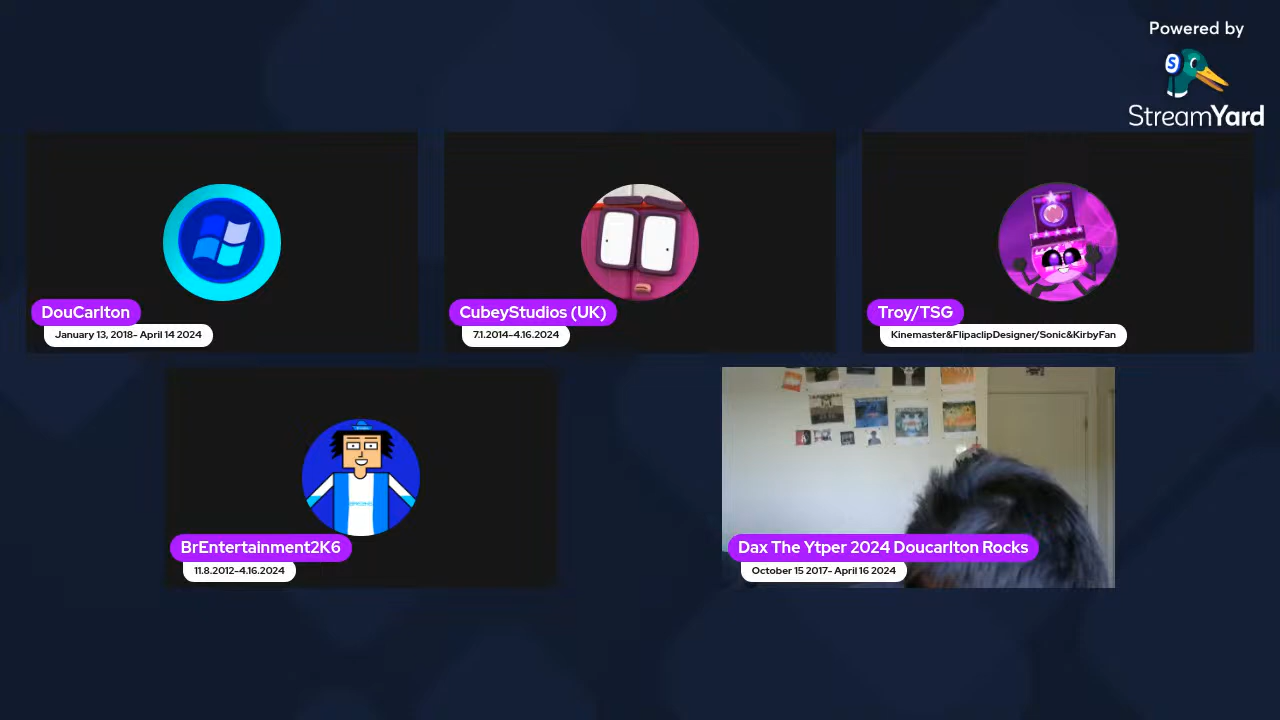 Powered by
StreamYard
DouCarlton
January 13, 2018- April 14 2024
CubeyStudios (UK)
7.1.2014-4.16.2024
Troy/TSG
Kinemaster&FlipaclipDesigner/Sonic&KirbyFan
BrEntertainment2K6
11.8.2012-4.16.2024
Dax The Ytper 2024 Doucarlton Rocks
October 15 2017- April 16 2024